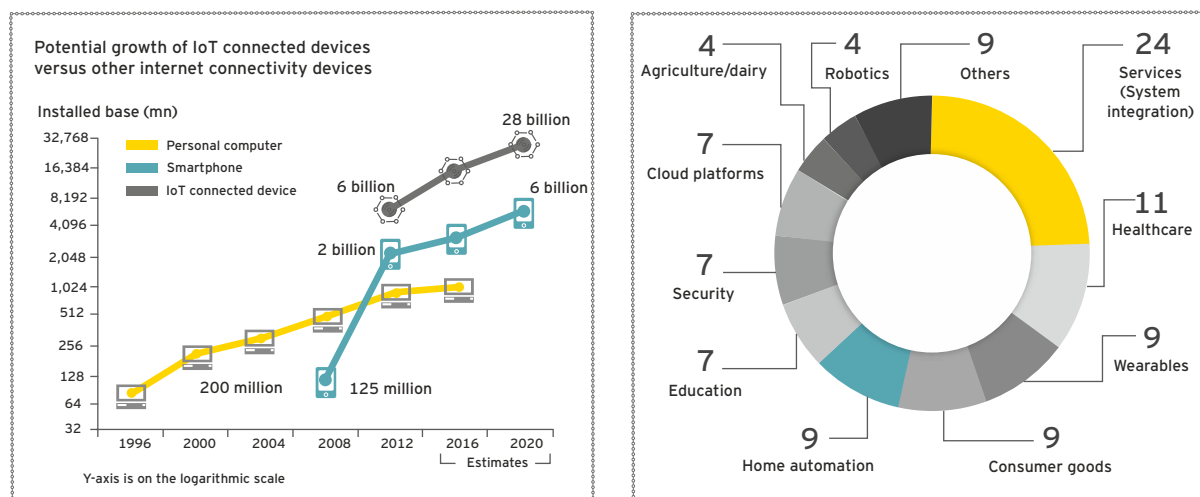 Potential growth of IoT connected devices
versus other internet connectivity devices
Installed base (mn)
32,768
16,384
8,192
4,096
2,048
1,024
512
256
128
64
32
Personal computer
Smartphone
IoT connected device
28 billion
6 billion
6 billion
2 billion
200 million
125 million
1996 2000 2004 2008 2012 2016 2020
Estimates
Y-axis is on the logarithmic scale
4
Agriculture/dairy
4
Robotics
9
Others
24
Services
(System
integration)
7
Cloud platforms
11
Healthcare
7
Security
9
Wearables
7
Education
9
Home automation
9
Consumer goods